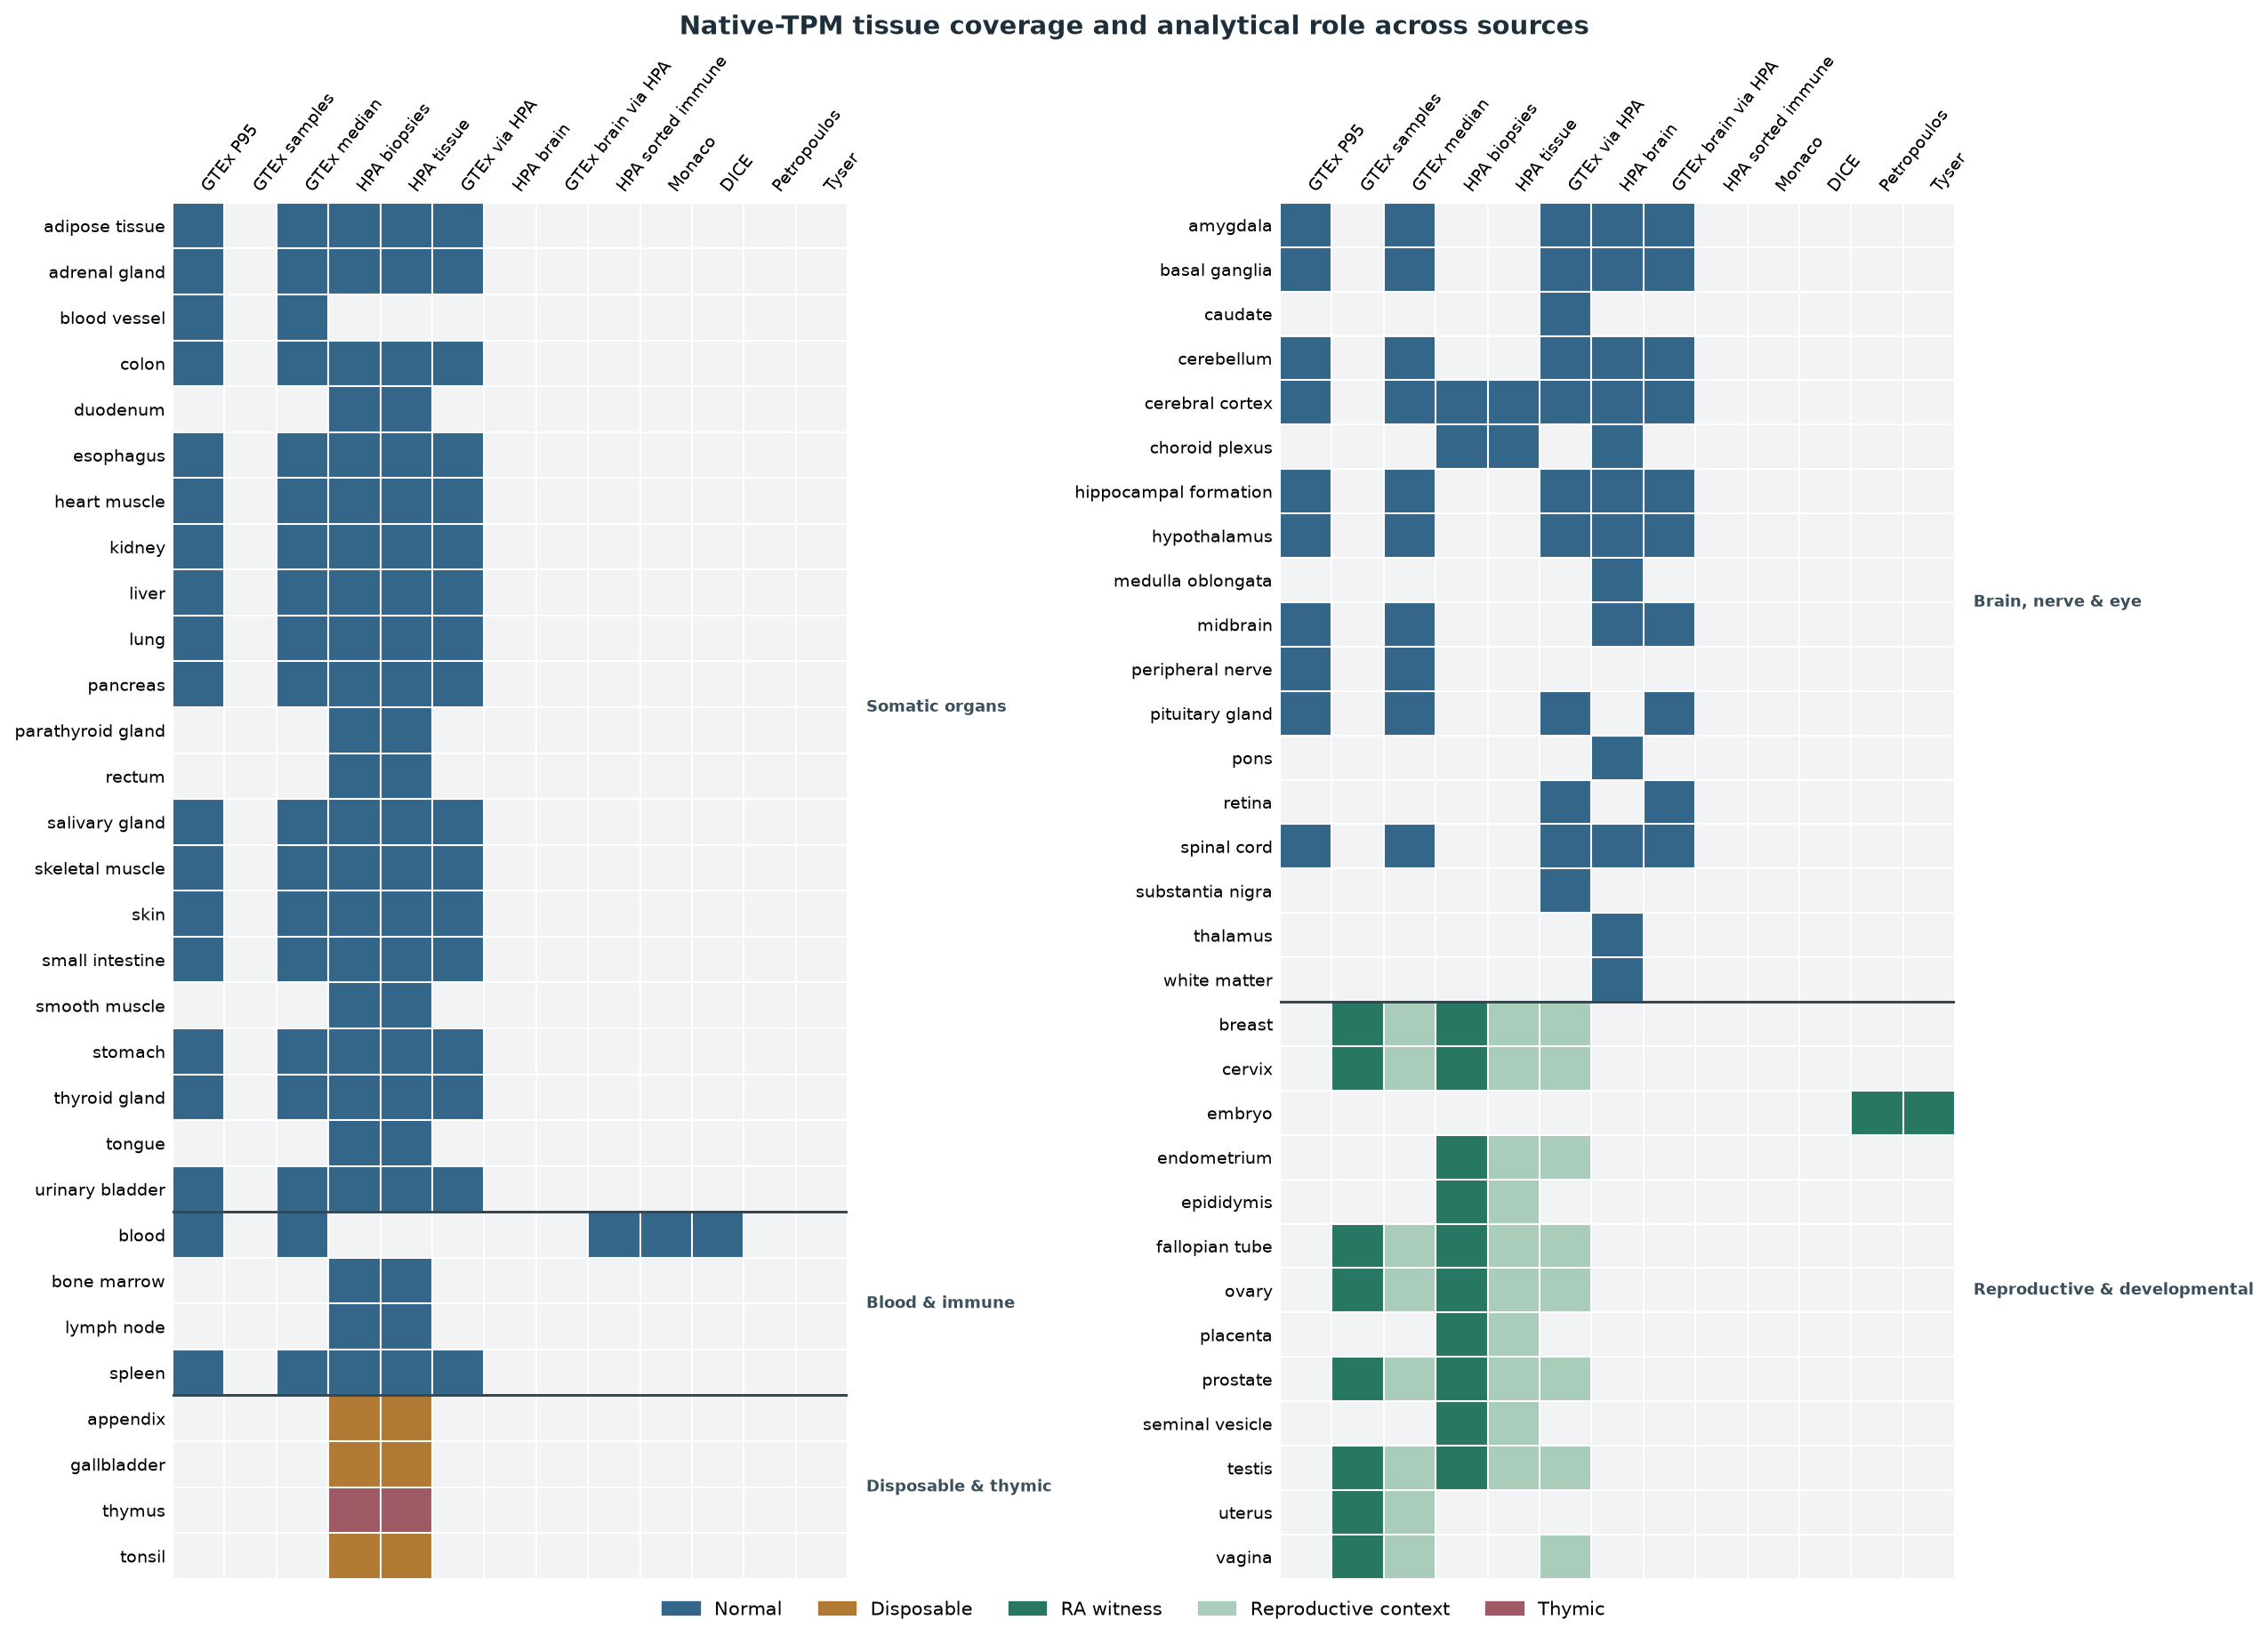 Native-TPM tissue coverage and analytical role across sources
GTEx P95
GTEx samples
GTEx median
HPA biopsies
HPA tissue
GTEx via HPA
HPA brain
GTEx brain via HPA
HPA sorted immune
Monaco
DICE
Petropoulos
Tyser
adipose tissue
adrenal gland
blood vessel
colon
duodenum
esophagus
heart muscle
kidney
liver
lung
pancreas
parathyroid gland
rectum
salivary gland
skeletal muscle
skin
small intestine
smooth muscle
stomach
thyroid gland
tongue
urinary bladder
blood
bone marrow
lymph node
spleen
appendix
gallbladder
thymus
tonsil
Somatic organs
Blood & immune
Disposable & thymic
GTEx P95
GTEx samples
GTEx median
HPA biopsies
HPA tissue
GTEx via HPA
HPA brain
GTEx brain via HPA
HPA sorted immune
Monaco
DICE
Petropoulos
Tyser
amygdala
basal ganglia
caudate
cerebellum
cerebral cortex
choroid plexus
hippocampal formation
hypothalamus
medulla oblongata
midbrain
peripheral nerve
pituitary gland
pons
retina
spinal cord
substantia nigra
thalamus
white matter
breast
cervix
embryo
endometrium
epididymis
fallopian tube
ovary
placenta
prostate
seminal vesicle
testis
uterus
vagina
Brain, nerve & eye
Reproductive & developmental
Normal
Disposable
RA witness
Reproductive context
Thymic